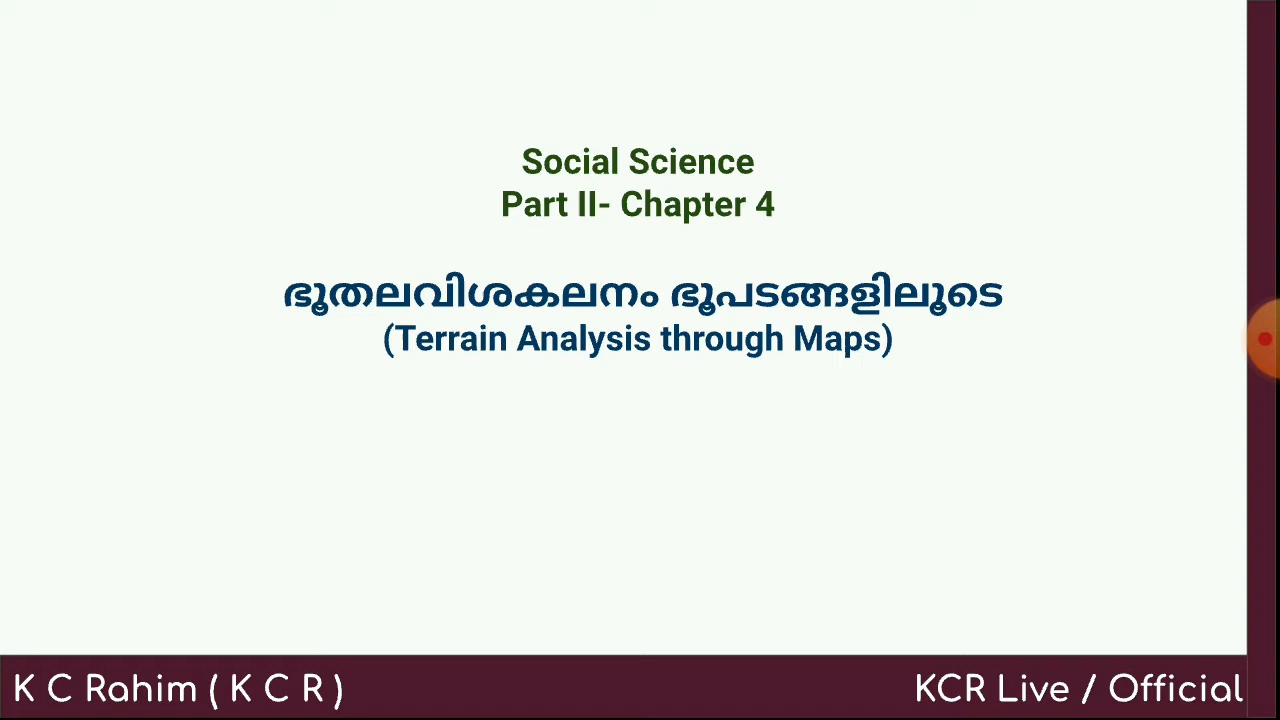 Social Science
Part II- Chapter 4
ഭൂതലവിശകലനം ഭൂപടങ്ങളിലൂടെ
(Terrain Analysis through Maps)
K C Rahim ( K C R )
KCR Live / Official